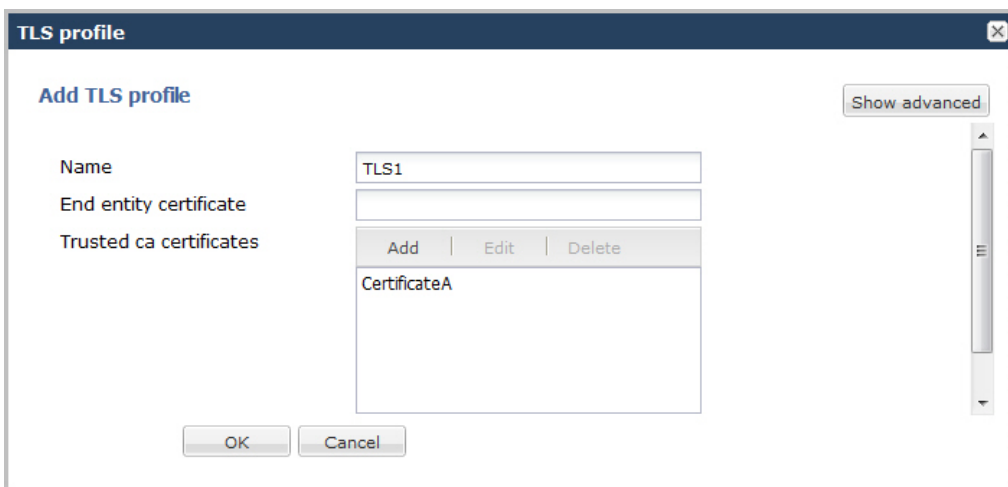 TLS profile
Add TLS profile
Show advanced
Name
TLS1
End entity certificate
Trusted ca certificates
Add
Edit
Delete
CertificateA
OK
Cancel